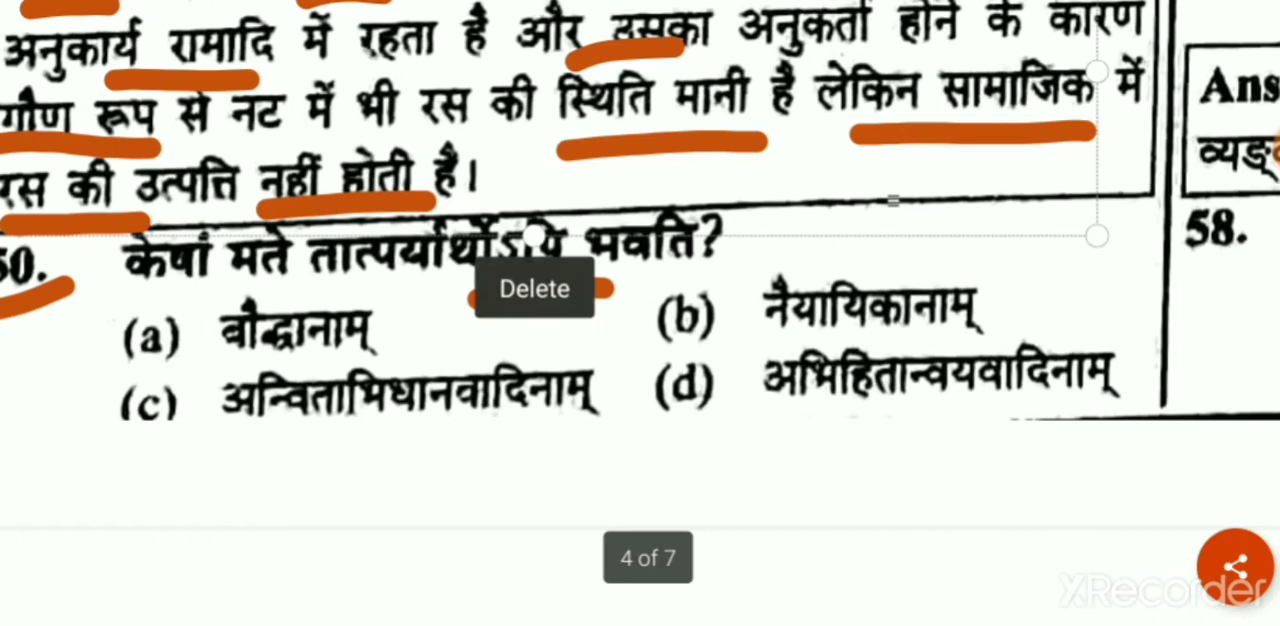 अनुकार्य रामादि में रहता है और उसका अनुकर्ता होने के कारण
गौण रूप से नट में भी रस की स्थिति मानी है लेकिन सामाजिक में
रस की उत्पत्ति नहीं होती है।
50. केषां मते तात्पर्यार्थोऽपि भवति?
Delete
(a) बौद्धानाम् (b) नैयायिकानाम्
(c) अन्विताभिधानवादिनाम् (d) अभिहितान्वयवादिनाम्
Ans
58.
4 of 7
XRecorder